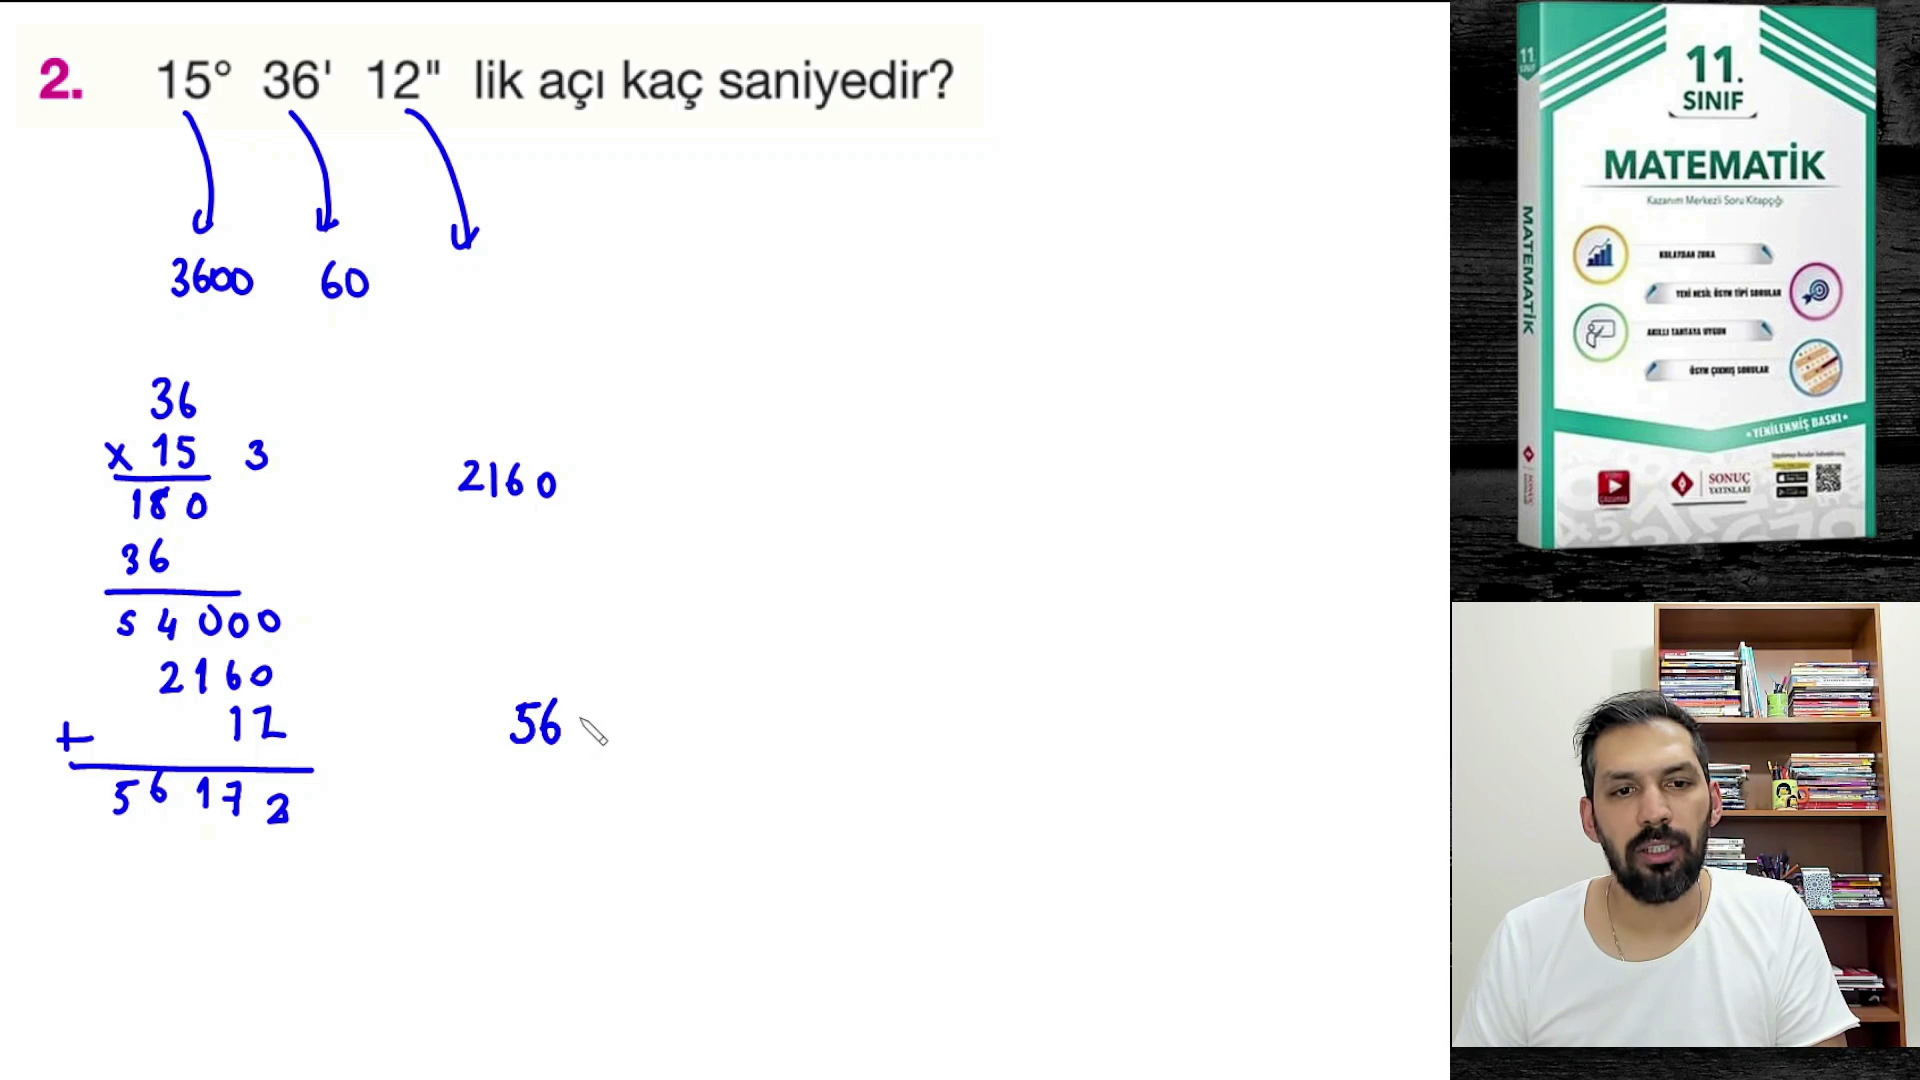 2. 15° 36' 12" lik açı kaç saniyedir?
3600 60
36
x 15 3
180
36
54000
2160
12
+
56172
2160
56
11.
SINIF
11.
SINIF
MATEMATİK
Kazanım Merkezli Soru Kitapçığı
MATEMATİK
KOLAYDAN ZORA
YENİ NESİL ÖSYM TİPİ SORULAR
AKILLI TAHTAYA UYGUN
ÖSYM ÇIKMIŞ SORULAR
• YENİLENMİŞ BASKI •
SONUÇ
YAYINLARI